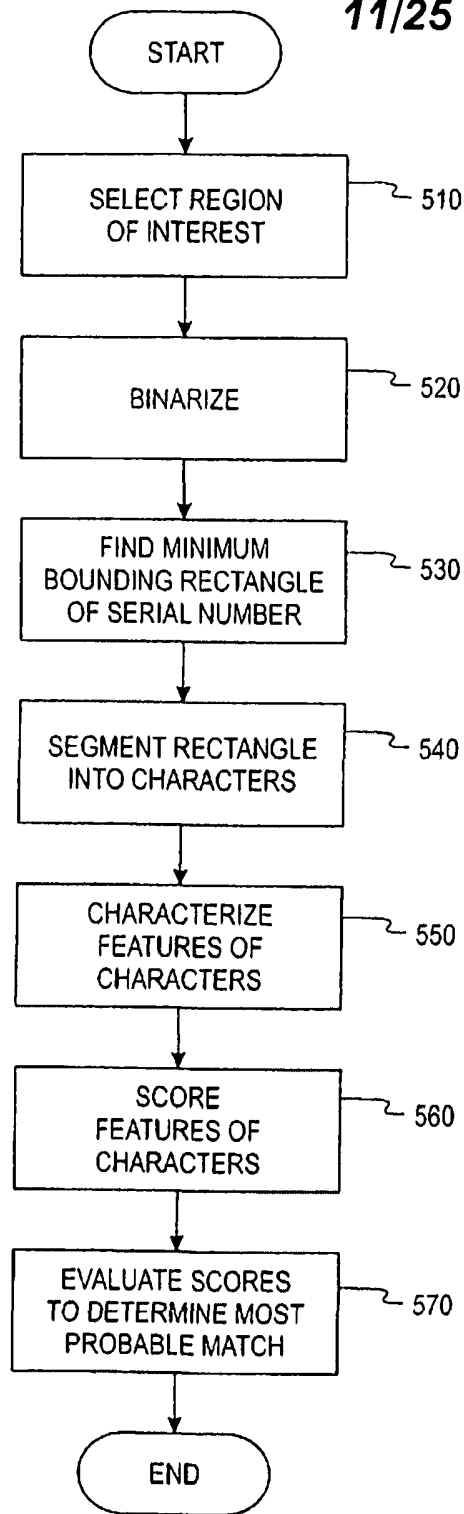 11/25
START
SELECT REGION
OF INTEREST
510
BINARIZE
520
FIND MINIMUM
BOUNDING RECTANGLE
OF SERIAL NUMBER
530
SEGMENT RECTANGLE
INTO CHARACTERS
540
CHARACTERIZE
FEATURES OF
CHARACTERS
550
SCORE
FEATURES OF
CHARACTERS
560
EVALUATE SCORES
TO DETERMINE MOST
PROBABLE MATCH
570
END